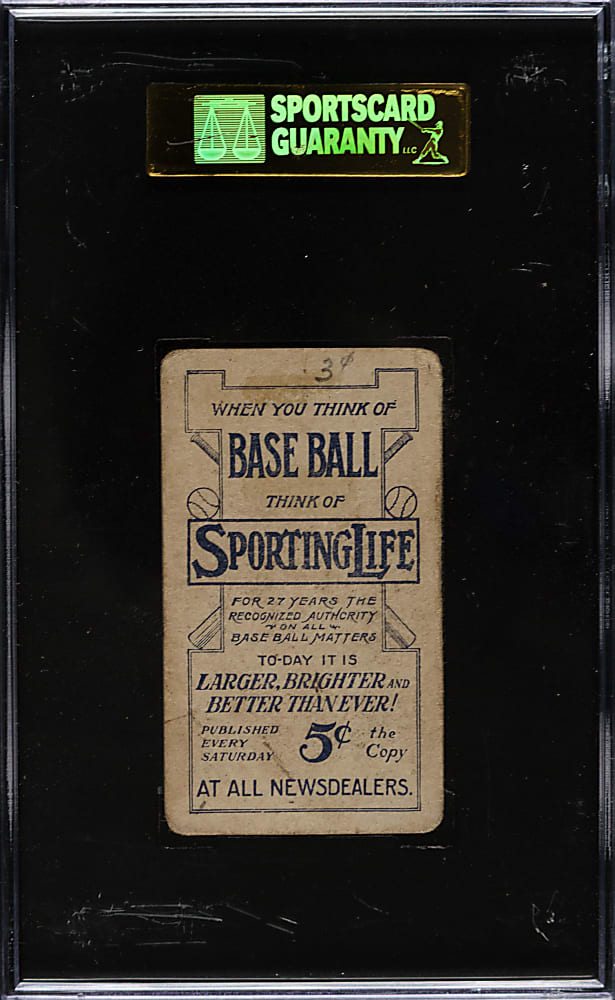 SPORTSCARD
GUARANTY LLC
3¢
WHEN YOU THINK OF
BASE BALL
THINK OF
SPORTING LIFE
FOR 27 YEARS THE
RECOGNIZED AUTHORITY
ON ALL
BASE BALL MATTERS
TO-DAY IT IS
LARGER, BRIGHTER AND
BETTER THAN EVER!
PUBLISHED
EVERY
SATURDAY
5¢ the
Copy
AT ALL NEWSDEALERS.